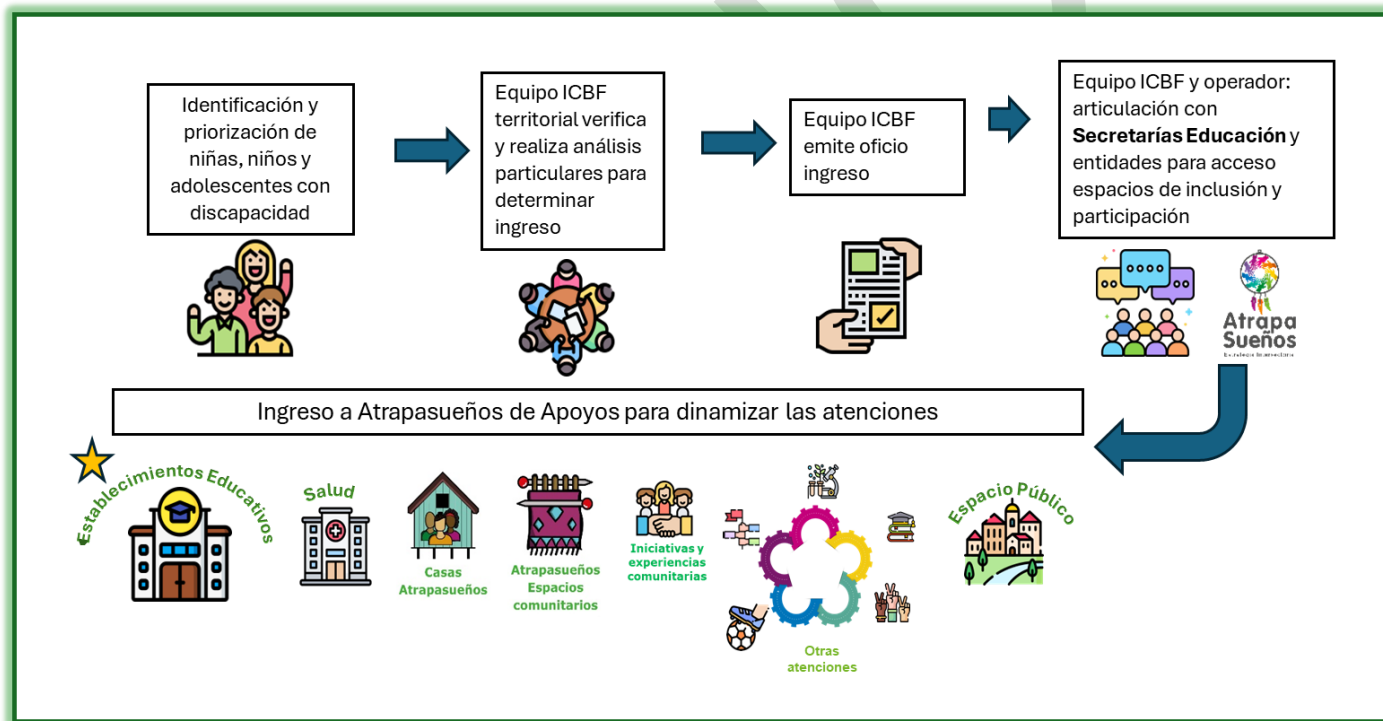 Identificación y
priorización de
niñas, niños y
adolescentes con
discapacidad
Equipo ICBF
territorial verifica
y realiza análisis
particulares para
determinar
ingreso
Equipo ICBF
emite oficio
ingreso
Equipo ICBF y operador:
articulación con
Secretarías Educación y
entidades para acceso
espacios de inclusión y
participación
Atrapa
Sueños
Ingreso a Atrapasueños de Apoyos para dinamizar las atenciones
Establecimientos Educativos
Salud
Casas
Atrapasueños
Atrapasueños
Espacios
comunitarios
Iniciativas y
experiencias
comunitarias
Otras
atenciones
Espacio Público